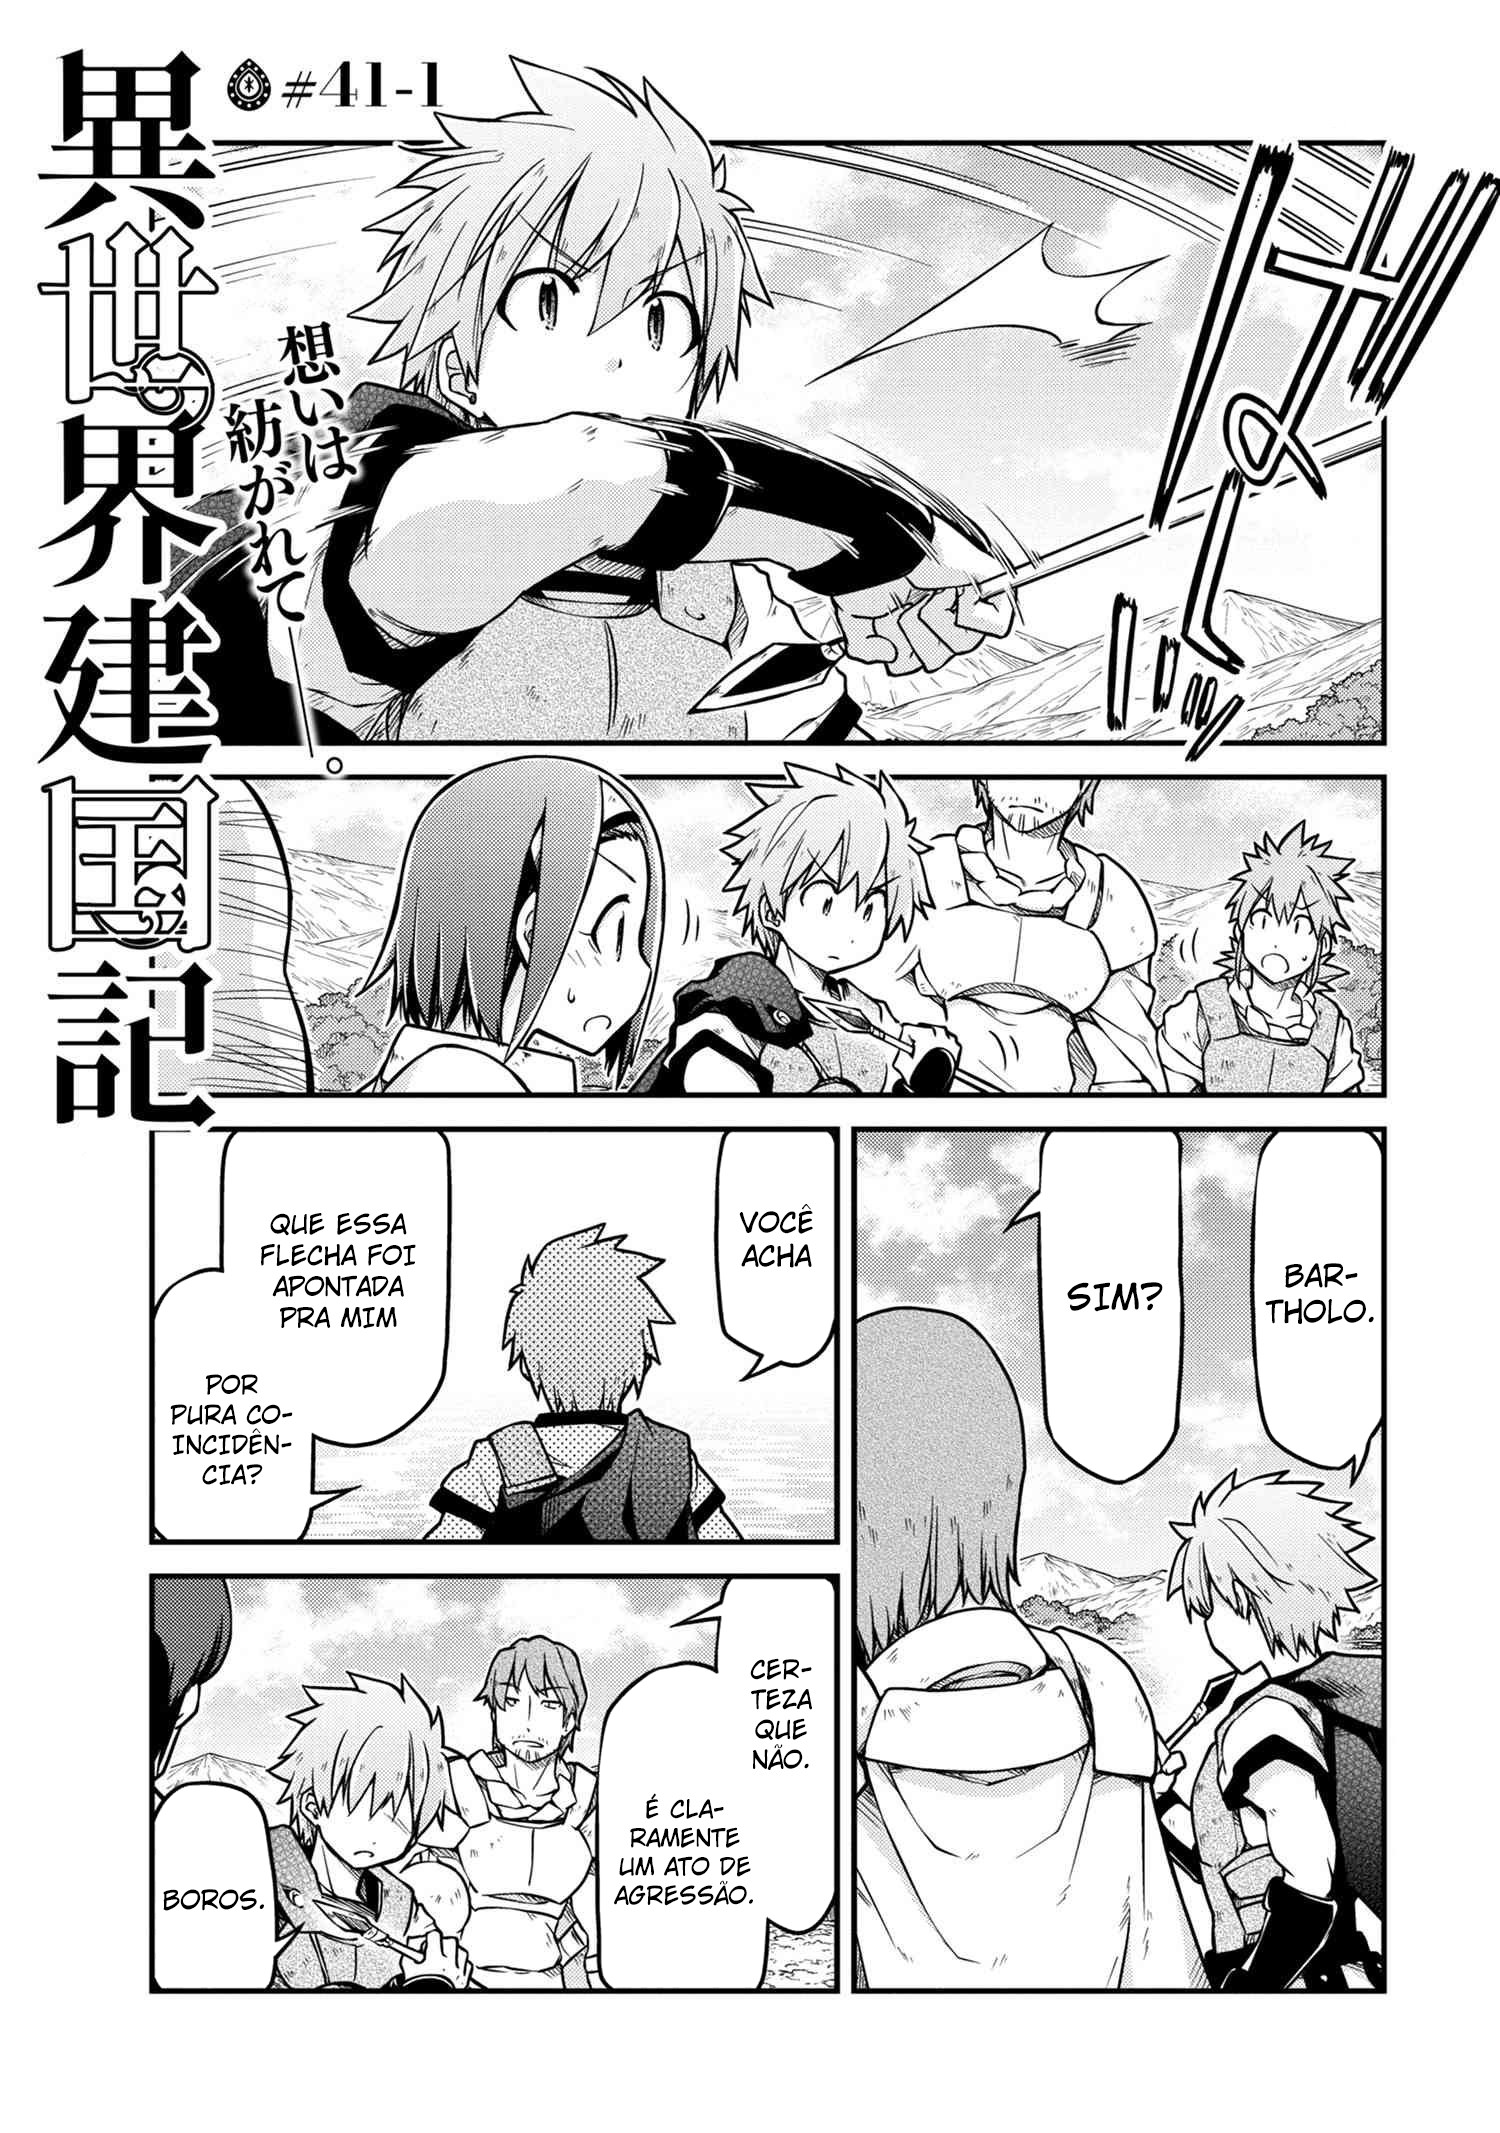 #41-1
異世界建国記
想いは
紡がれて
――。
BAR-
THOLO.
SIM?
VOCÊ
ACHA
QUE ESSA
FLECHA FOI
APONTADA
PRA MIM
POR
PURA CO-
INCIDÊN-
CIA?
CER-
TEZA
QUE
NÃO.
É CLA-
RAMENTE
UM ATO DE
AGRESSÃO.
BOROS.